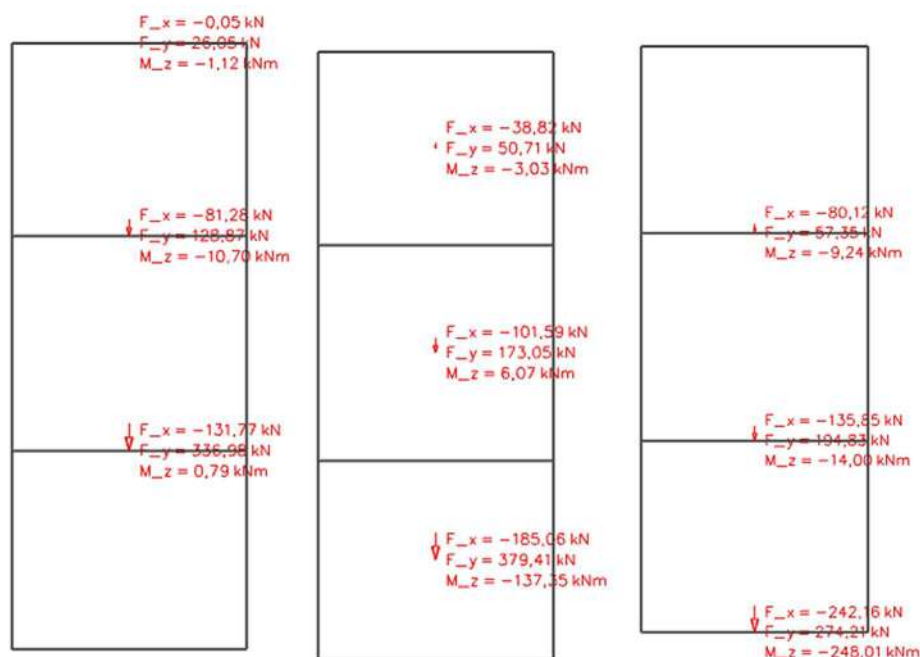 F_x = -0,05 kN
F_y = 26,05 kN
M_z = -1,12 kNm
F_x = -81,28 kN
F_y = 128,87 kN
M_z = -10,70 kNm
F_x = -131,77 kN
F_y = 336,98 kN
M_z = 0,79 kNm
F_x = -38,82 kN
F_y = 50,71 kN
M_z = -3,03 kNm
F_x = -101,59 kN
F_y = 173,05 kN
M_z = 6,07 kNm
F_x = -185,06 kN
F_y = 379,41 kN
M_z = -137,35 kNm
F_x = -80,12 kN
F_y = 57,35 kN
M_z = -9,24 kNm
F_x = -135,85 kN
F_y = 194,83 kN
M_z = -14,00 kNm
F_x = -242,16 kN
F_y = 274,21 kN
M_z = -248,01 kNm